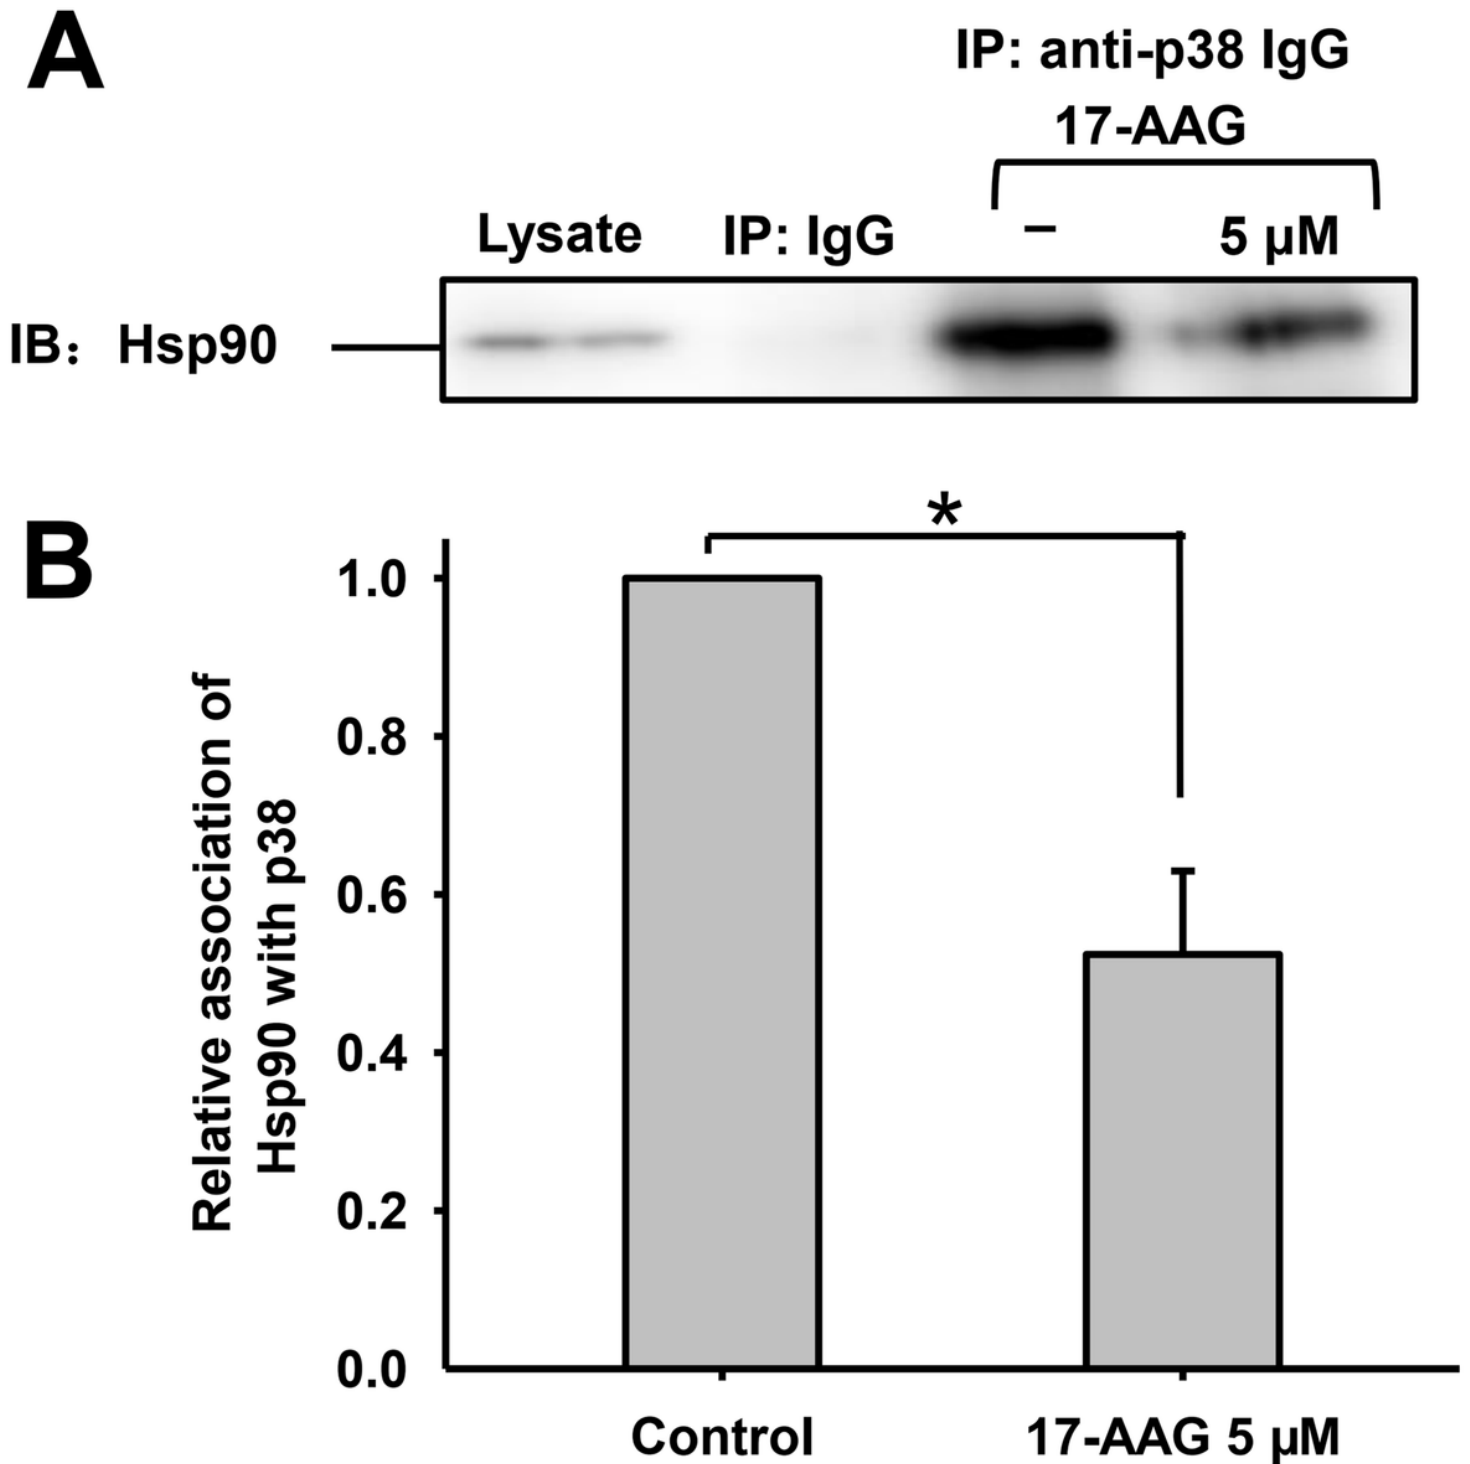 A
IP: anti-p38 IgG
17-AAG
Lysate IP: IgG – 5 μM
IB： Hsp90
B
*
1.0
0.8
0.6
0.4
0.2
0.0
Relative association of
Hsp90 with p38
Control 17-AAG 5 μM